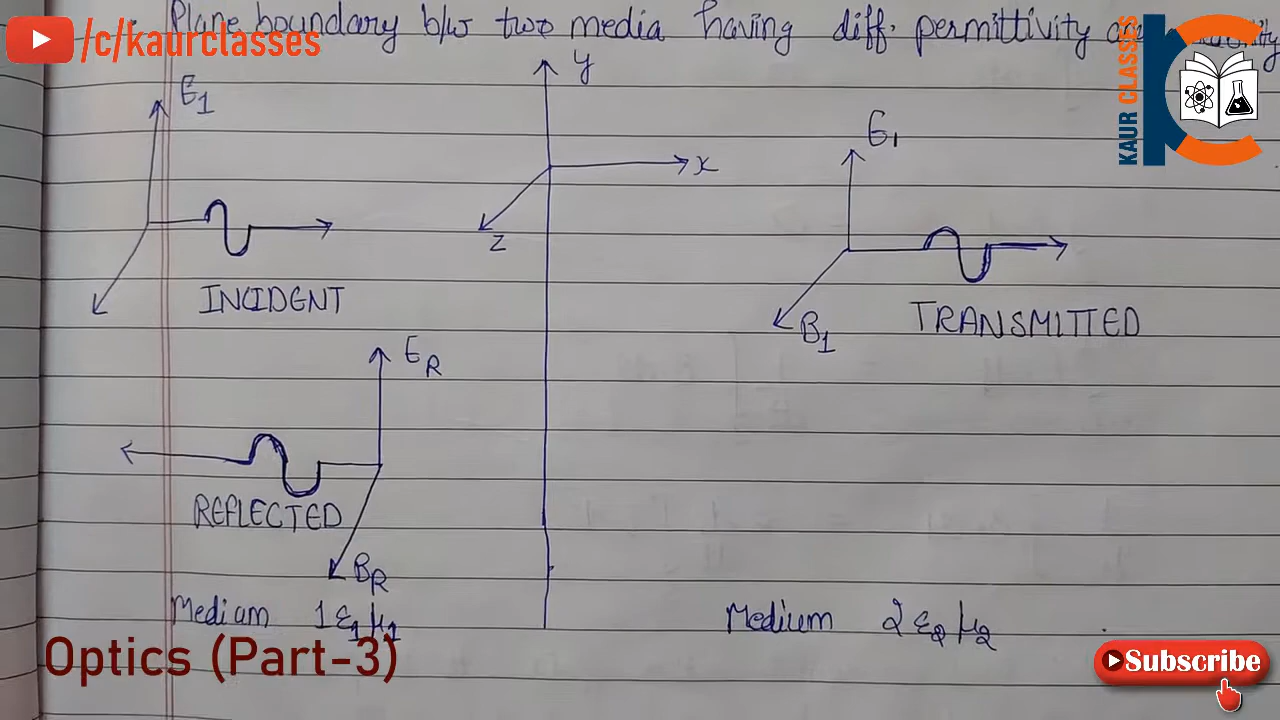 Plane boundary b/w two media having diff. permittivity
/c/kaurclasses
KAUR CLASSES
y
x
z
E1
INCIDENT
E1
B1
TRANSMITTED
ER
REFLECTED
BR
Medium 1 ε1 μ1
Medium 2 ε2 μ2
Optics (Part-3)
Subscribe